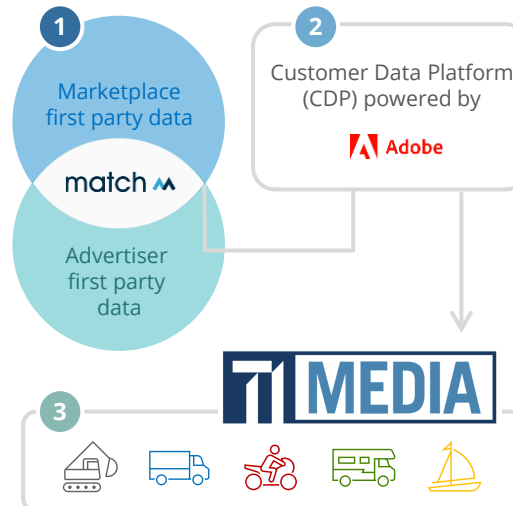 1
Marketplace
first party data
match
Advertiser
first party
data
2
Customer Data Platform
(CDP) powered by
Adobe
MEDIA
3